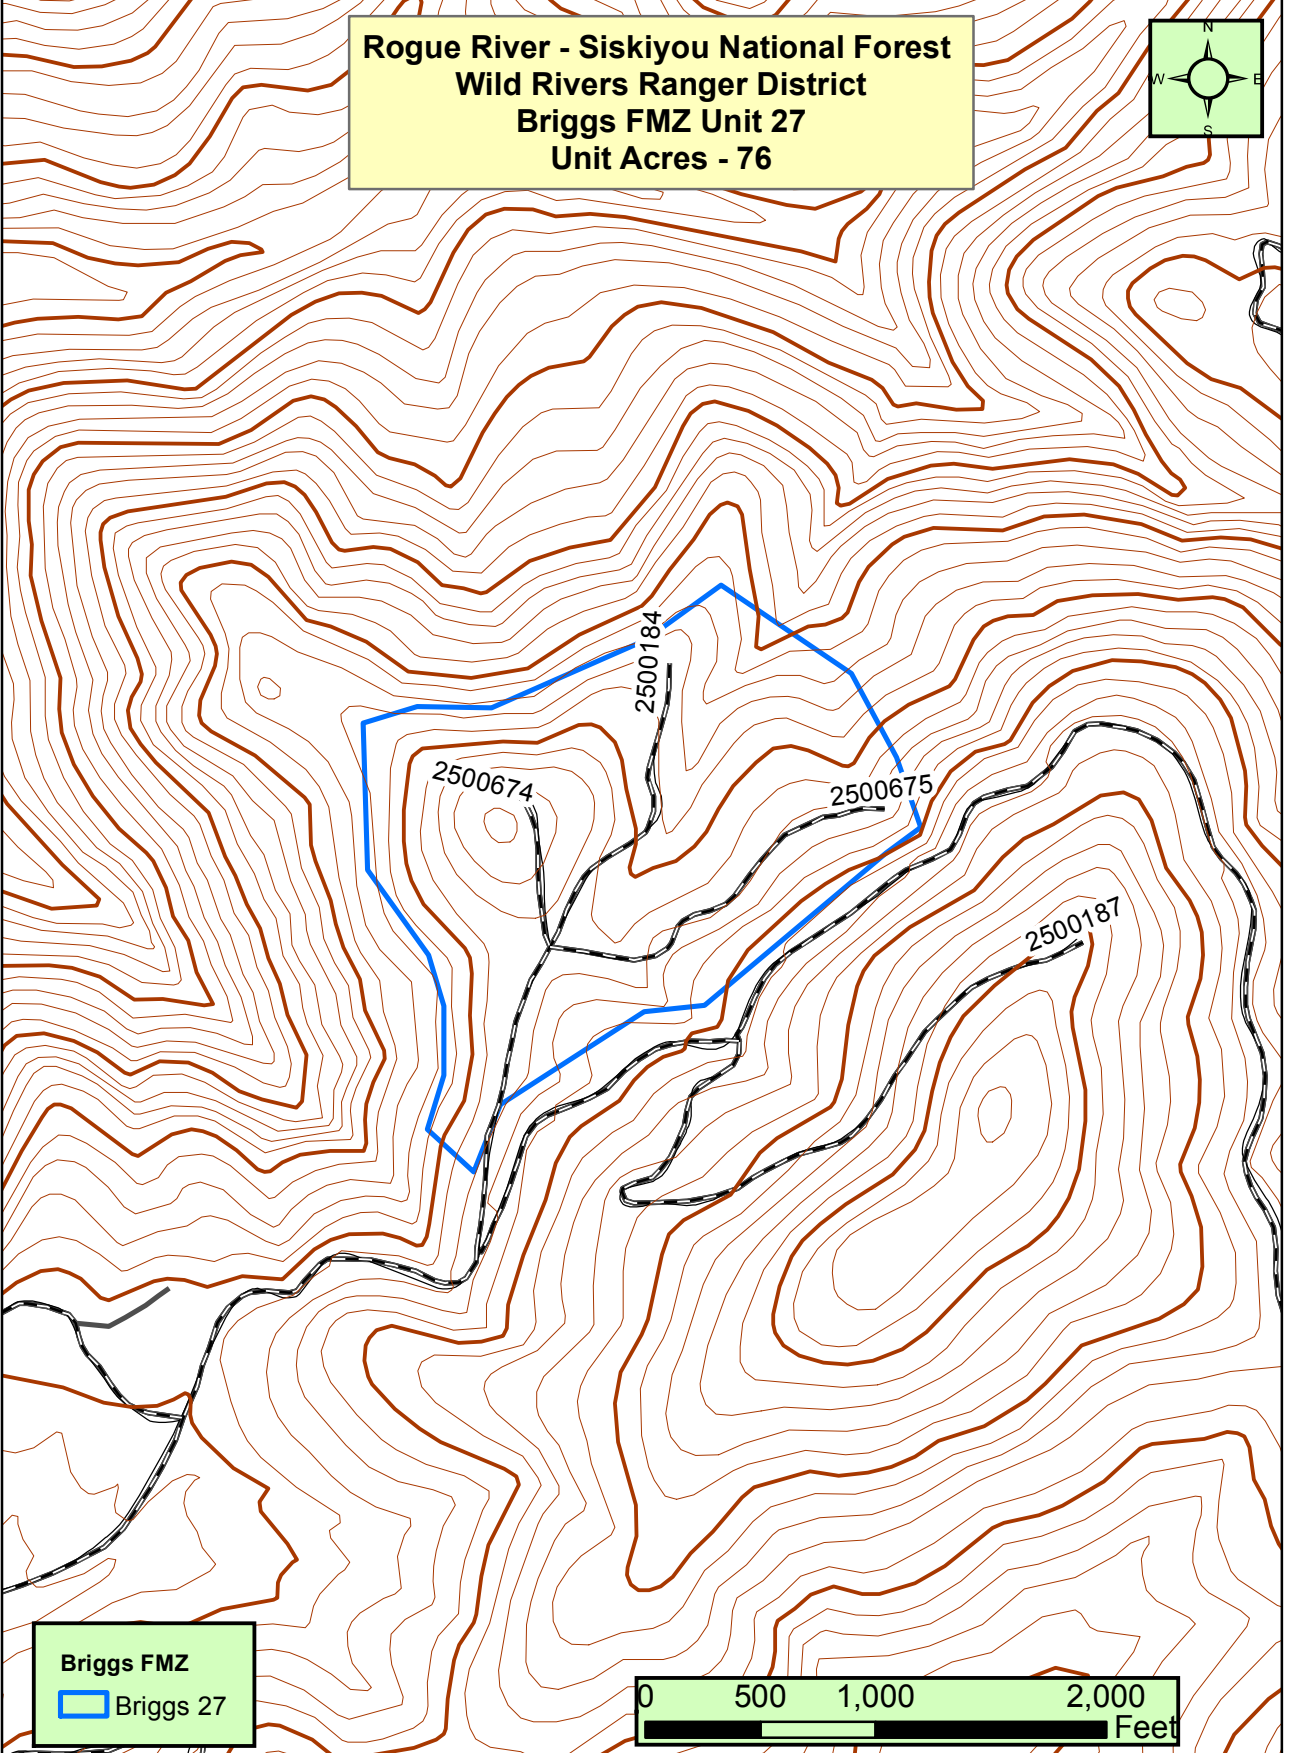 Rogue River - Siskiyou National Forest
Wild Rivers Ranger District
Briggs FMZ Unit 27
Unit Acres - 76
N
W E
S
2500184
2500674
2500675
2500187
Briggs FMZ
Briggs 27
0 500 1,000 2,000
Feet